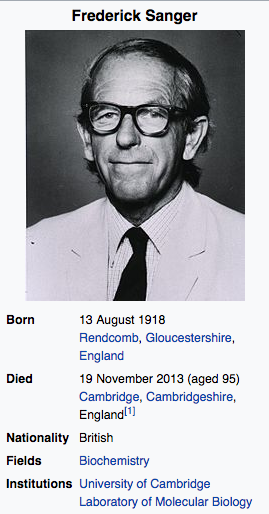 Frederick Sanger
Born 13 August 1918
Rendcomb, Gloucestershire,
England
Died 19 November 2013 (aged 95)
Cambridge, Cambridgeshire,
England[1]
Nationality British
Fields Biochemistry
Institutions University of Cambridge
Laboratory of Molecular Biology